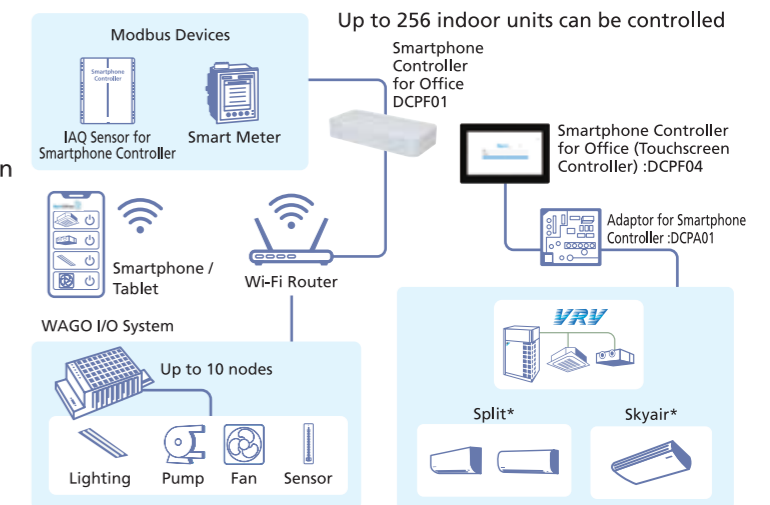 Up to 256 indoor units can be controlled
Modbus Devices
Smartphone
Controller
IAQ Sensor for
Smartphone Controller
Smart Meter
Smartphone
Controller
for Office
DCPF01
Smartphone Controller
for Office (Touchscreen
Controller) :DCPF04
n
Adaptor for Smartphone
Controller :DCPA01
Smartphone /
Tablet
Wi-Fi Router
WAGO I/O System
Up to 10 nodes
Lighting
Pump
Fan
Sensor
VRV
Split*
Skyair*